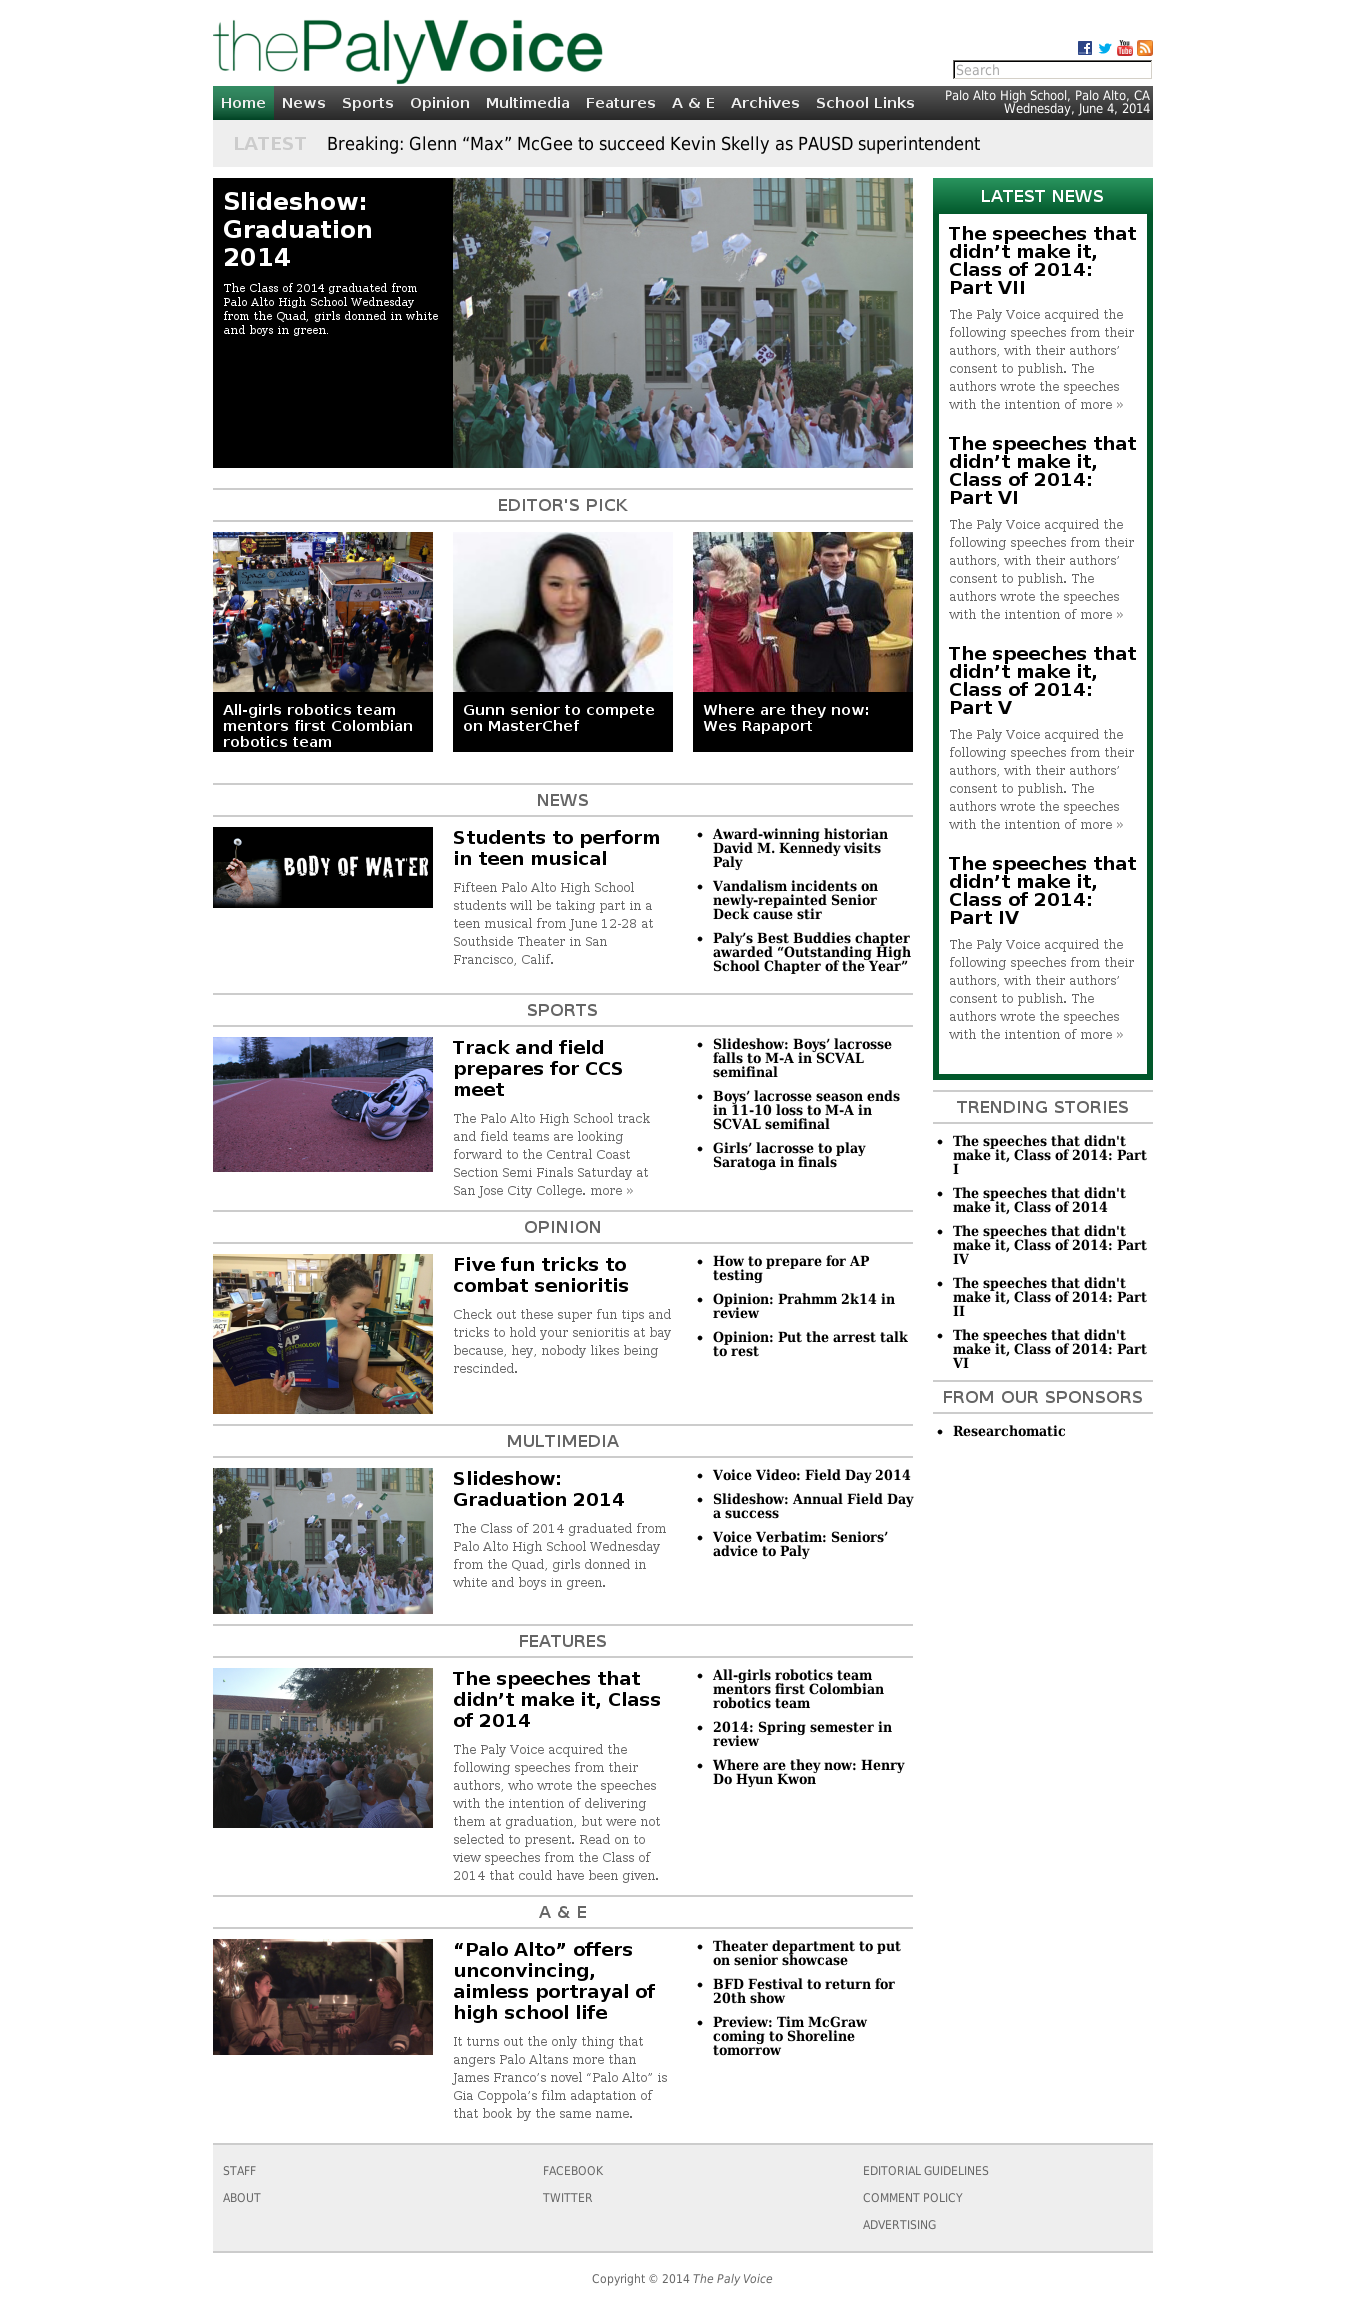 thePalyVoice
Search
Home News Sports Opinion Multimedia Features A & E Archives School Links
Palo Alto High School, Palo Alto, CA
Wednesday, June 4, 2014
LATEST Breaking: Glenn “Max” McGee to succeed Kevin Skelly as PAUSD superintendent
Slideshow:
Graduation
2014
The Class of 2014 graduated from
Palo Alto High School Wednesday
from the Quad, girls donned in white
and boys in green.
EDITOR'S PICK
All-girls robotics team
mentors first Colombian
robotics team
Gunn senior to compete
on MasterChef
Where are they now:
Wes Rapaport
NEWS
BODY OF WATER
Students to perform
in teen musical
Fifteen Palo Alto High School
students will be taking part in a
teen musical from June 12-28 at
Southside Theater in San
Francisco, Calif.
Award-winning historian
David M. Kennedy visits
Paly
Vandalism incidents on
newly-repainted Senior
Deck cause stir
Paly’s Best Buddies chapter
awarded “Outstanding High
School Chapter of the Year”
SPORTS
Track and field
prepares for CCS
meet
The Palo Alto High School track
and field teams are looking
forward to the Central Coast
Section Semi Finals Saturday at
San Jose City College. more »
Slideshow: Boys’ lacrosse
falls to M-A in SCVAL
semifinal
Boys’ lacrosse season ends
in 11-10 loss to M-A in
SCVAL semifinal
Girls’ lacrosse to play
Saratoga in finals
OPINION
AP
Five fun tricks to
combat senioritis
Check out these super fun tips and
tricks to hold your senioritis at bay
because, hey, nobody likes being
rescinded.
How to prepare for AP
testing
Opinion: Prahmm 2k14 in
review
Opinion: Put the arrest talk
to rest
MULTIMEDIA
Slideshow:
Graduation 2014
The Class of 2014 graduated from
Palo Alto High School Wednesday
from the Quad, girls donned in
white and boys in green.
Voice Video: Field Day 2014
Slideshow: Annual Field Day
a success
Voice Verbatim: Seniors’
advice to Paly
FEATURES
The speeches that
didn’t make it, Class
of 2014
The Paly Voice acquired the
following speeches from their
authors, who wrote the speeches
with the intention of delivering
them at graduation, but were not
selected to present. Read on to
view speeches from the Class of
2014 that could have been given.
All-girls robotics team
mentors first Colombian
robotics team
2014: Spring semester in
review
Where are they now: Henry
Do Hyun Kwon
A & E
“Palo Alto” offers
unconvincing,
aimless portrayal of
high school life
It turns out the only thing that
angers Palo Altans more than
James Franco’s novel “Palo Alto” is
Gia Coppola’s film adaptation of
that book by the same name.
Theater department to put
on senior showcase
BFD Festival to return for
20th show
Preview: Tim McGraw
coming to Shoreline
tomorrow
LATEST NEWS
The speeches that
didn’t make it,
Class of 2014:
Part VII
The Paly Voice acquired the
following speeches from their
authors, with their authors’
consent to publish. The
authors wrote the speeches
with the intention of more »
The speeches that
didn’t make it,
Class of 2014:
Part VI
The Paly Voice acquired the
following speeches from their
authors, with their authors’
consent to publish. The
authors wrote the speeches
with the intention of more »
The speeches that
didn’t make it,
Class of 2014:
Part V
The Paly Voice acquired the
following speeches from their
authors, with their authors’
consent to publish. The
authors wrote the speeches
with the intention of more »
The speeches that
didn’t make it,
Class of 2014:
Part IV
The Paly Voice acquired the
following speeches from their
authors, with their authors’
consent to publish. The
authors wrote the speeches
with the intention of more »
TRENDING STORIES
The speeches that didn't
make it, Class of 2014: Part
I
The speeches that didn't
make it, Class of 2014
The speeches that didn't
make it, Class of 2014: Part
IV
The speeches that didn't
make it, Class of 2014: Part
II
The speeches that didn't
make it, Class of 2014: Part
VI
FROM OUR SPONSORS
Researchomatic
STAFF
ABOUT
FACEBOOK
TWITTER
EDITORIAL GUIDELINES
COMMENT POLICY
ADVERTISING
Copyright © 2014 The Paly Voice